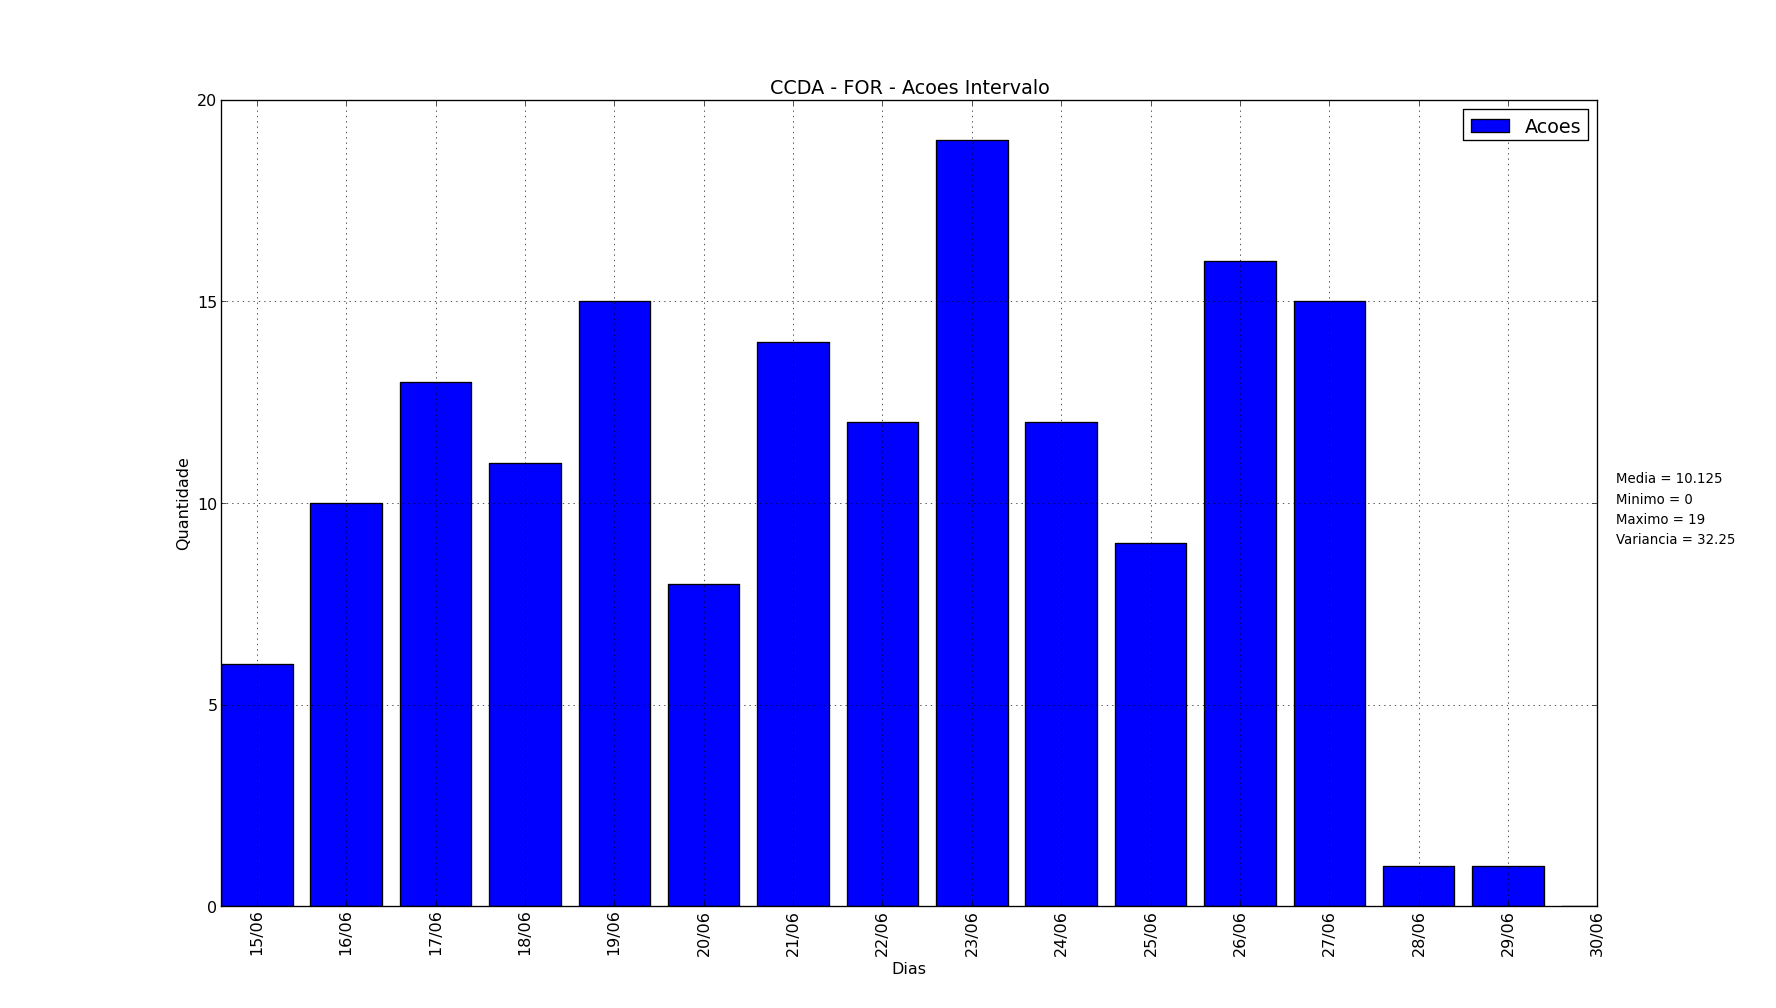 CCDA - FOR - Acoes Intervalo
Acoes
20
15
10
5
0
Quantidade
Media = 10.125
Minimo = 0
Maximo = 19
Variancia = 32.25
15/06 16/06 17/06 18/06 19/06 20/06 21/06 22/06 23/06 24/06 25/06 26/06 27/06 28/06 29/06 30/06
Dias